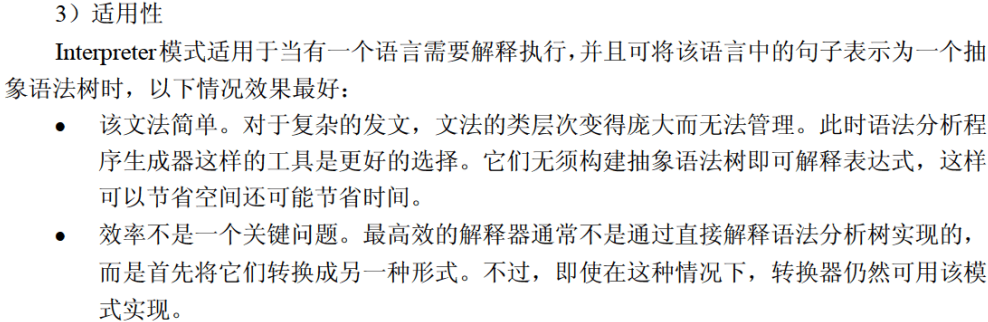 3）适用性
Interpreter模式适用于当有一个语言需要解释执行，并且可将该语言中的句子表示为一个抽
象语法树时，以下情况效果最好：
● 该文法简单。对于复杂的发文，文法的类层次变得庞大而无法管理。此时语法分析程
序生成器这样的工具是更好的选择。它们无须构建抽象语法树即可解释表达式，这样
可以节省空间还可能节省时间。
● 效率不是一个关键问题。最高效的解释器通常不是通过直接解释语法分析树实现的，
而是首先将它们转换成另一种形式。不过，即使在这种情况下，转换器仍然可用该模
式实现。